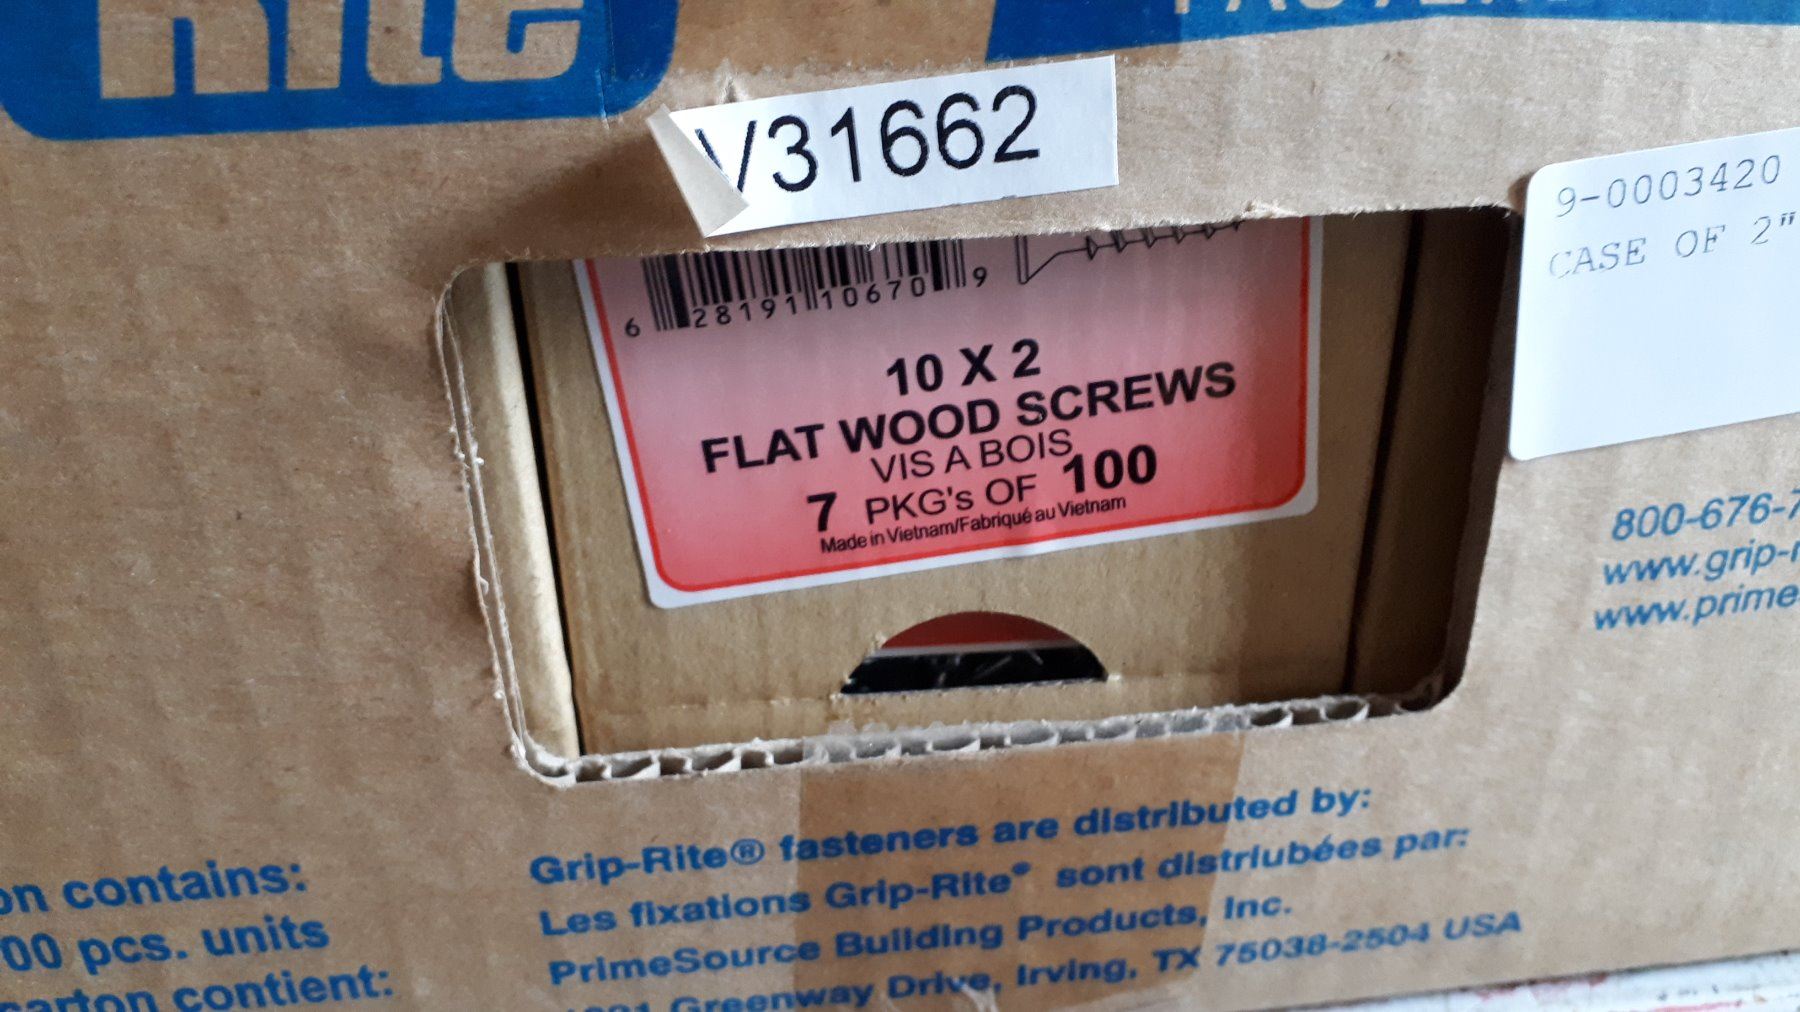 Rite
V31662
9-0003420
CASE OF 2"
6 28191 10670 9
10 X 2
FLAT WOOD SCREWS
VIS A BOIS
7 PKG's OF 100
Made in Vietnam/Fabriqué au Vietnam
800-676-7
www.grip-r
www.prime
Grip-Rite® fasteners are distributed by:
Les fixations Grip-Rite® sont distriubées par:
PrimeSource Building Products, Inc.
Greenway Drive, Irving, TX 75038-2504 USA
on contains:
00 pcs. units
carton contient: